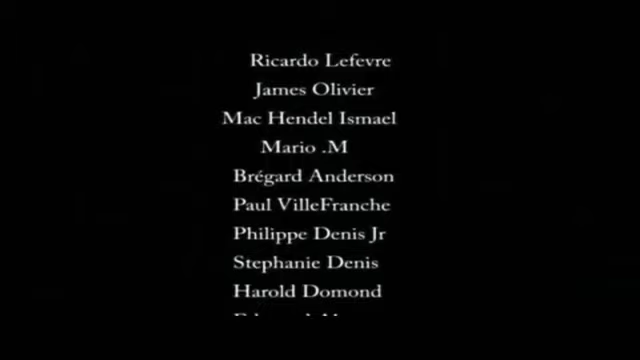 Ricardo Lefevre
James Olivier
Mac Hendel Ismael
Mario .M
Brégard Anderson
Paul VilleFranche
Philippe Denis Jr
Stephanie Denis
Harold Domond